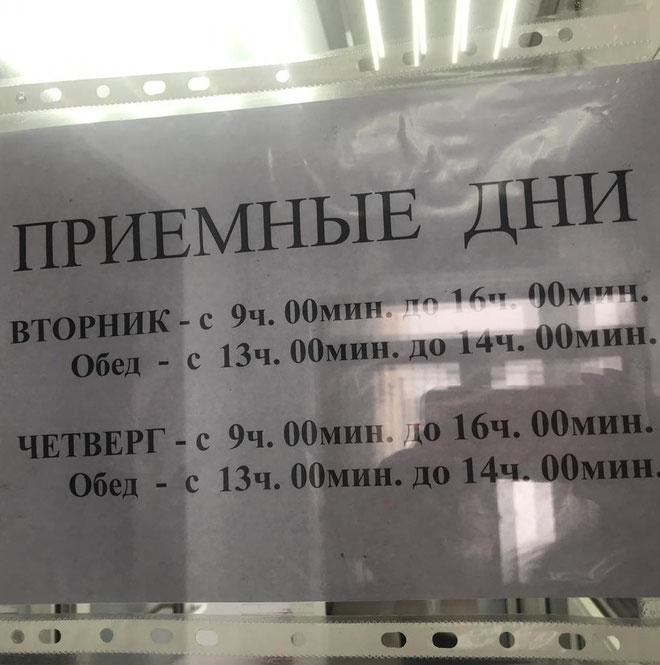 ПРИЕМНЫЕ ДНИ
ВТОРНИК - с 9ч. 00мин. до 16ч. 00мин.
Обед - с 13ч. 00мин. до 14ч. 00мин.
ЧЕТВЕРГ - с 9ч. 00мин. до 16ч. 00мин.
Обед - с 13ч. 00мин. до 14ч. 00мин.